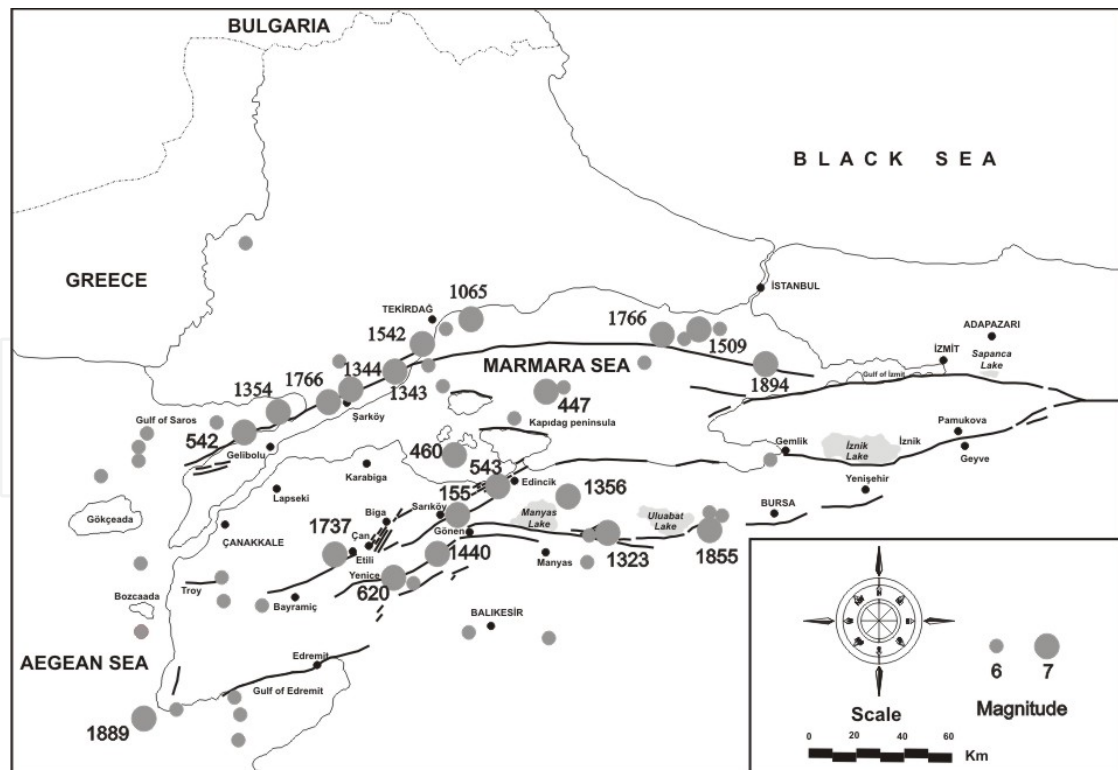 BULGARIA
BLACK SEA
GREECE
İSTANBUL
1065
TEKİRDAĞ
1766
1542
ADAPAZARI
1509
MARMARA SEA
İZMİT
Sapanca
Lake
1344
Gulf of İzmit
1766
1354
1343
1894
447
Şarköy
Gulf of Saros
Kapıdag peninsula
Pamukova
542
Gelibolu
460
Gemlik
İznik
Lake
İznik
Geyve
543
Karabiga
Edincik
1356
Yenişehir
Lapseki
155
Sarıköy
Gökçeada
Biga
Manyas
Lake
Uluabat
Lake
BURSA
ÇANAKKALE
1737
Çan
Gönen
1323
1855
Etili
1440
Manyas
Yenice
Troy
620
Bozcaada
Bayramiç
BALIKESİR
AEGEAN SEA
Edremit
Gulf of Edremit
1889
6
7
Scale
Magnitude
0 20 40 60
Km